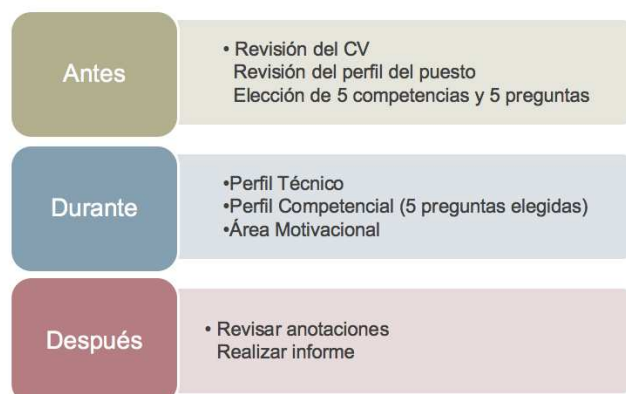 Antes
• Revisión del CV
Revisión del perfil del puesto
Elección de 5 competencias y 5 preguntas
Durante
•Perfil Técnico
•Perfil Competencial (5 preguntas elegidas)
•Área Motivacional
Después
• Revisar anotaciones
Realizar informe